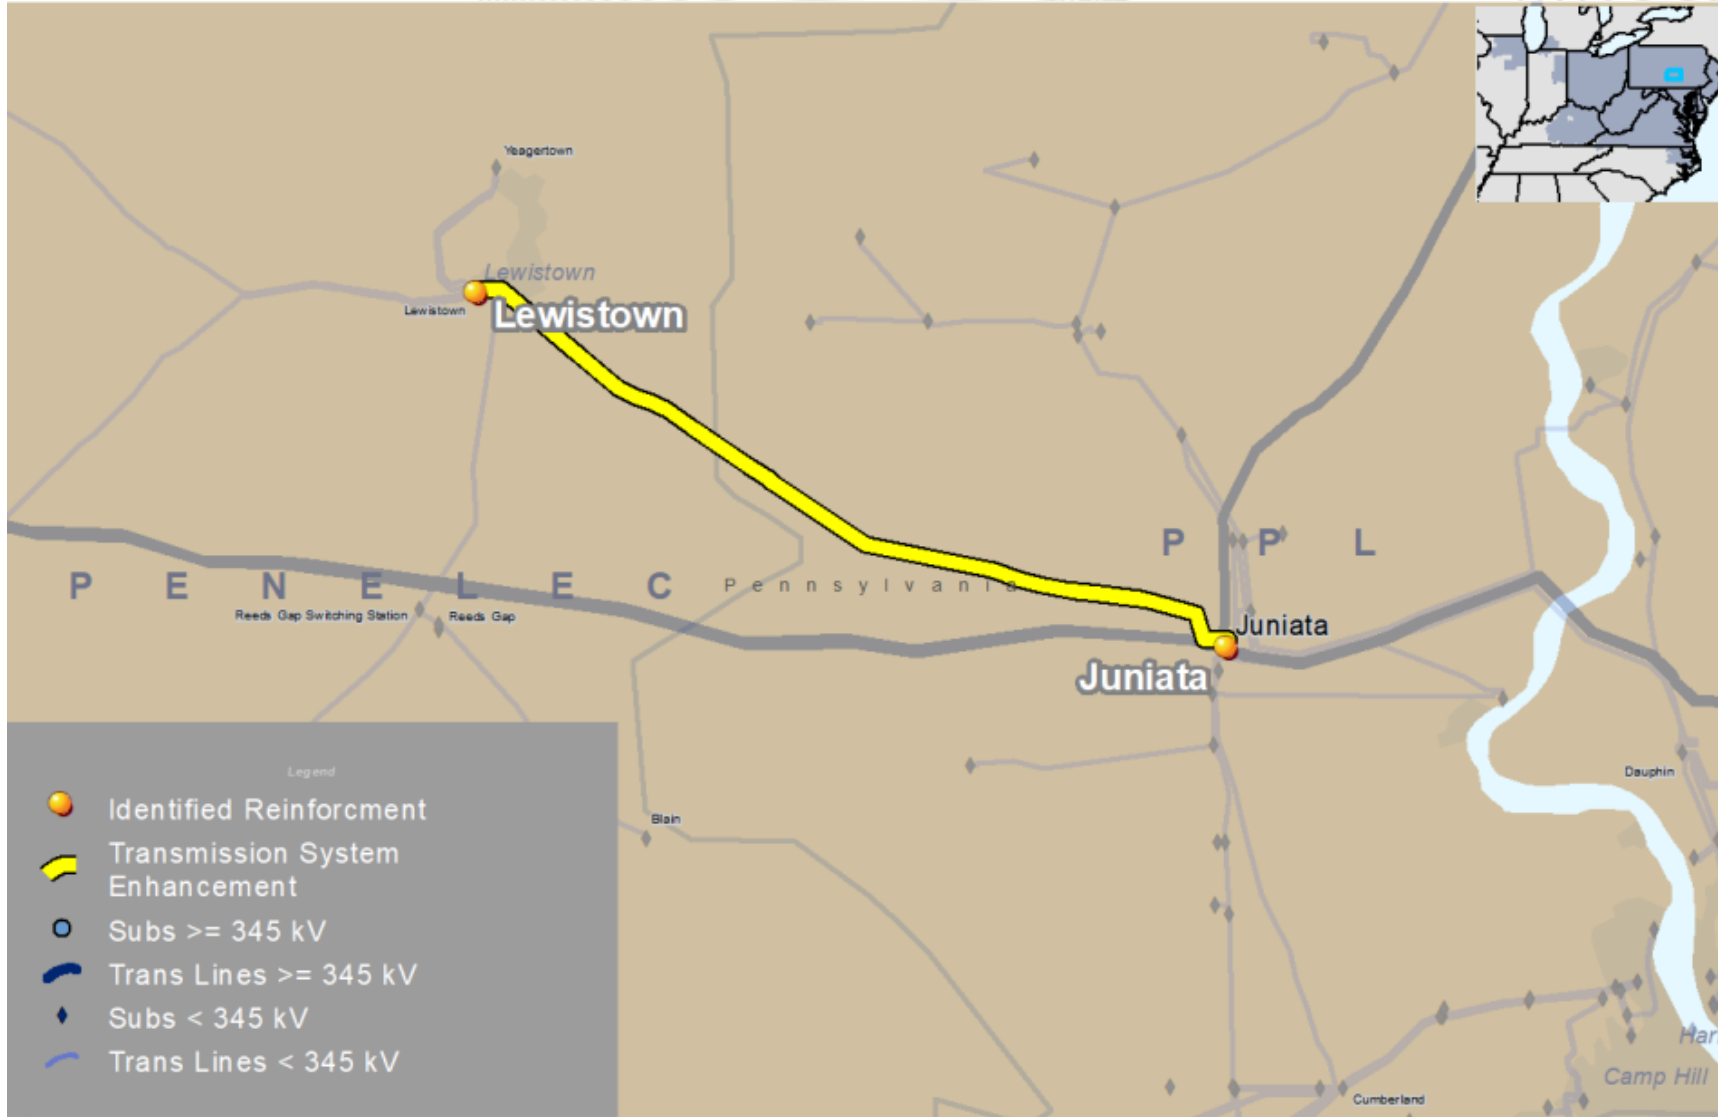 Yeagertown
Lewistown
Lewistown
Lewistown
P P L
P E N E L E C
Pennsylvania
Reeds Gap Switching Station
Reeds Gap
Juniata
Juniata
Dauphin
Blain
Legend
Identified Reinforcment
Transmission System
Enhancement
Subs >= 345 kV
Trans Lines >= 345 kV
Subs < 345 kV
Trans Lines < 345 kV
Har
Camp Hill
Cumberland